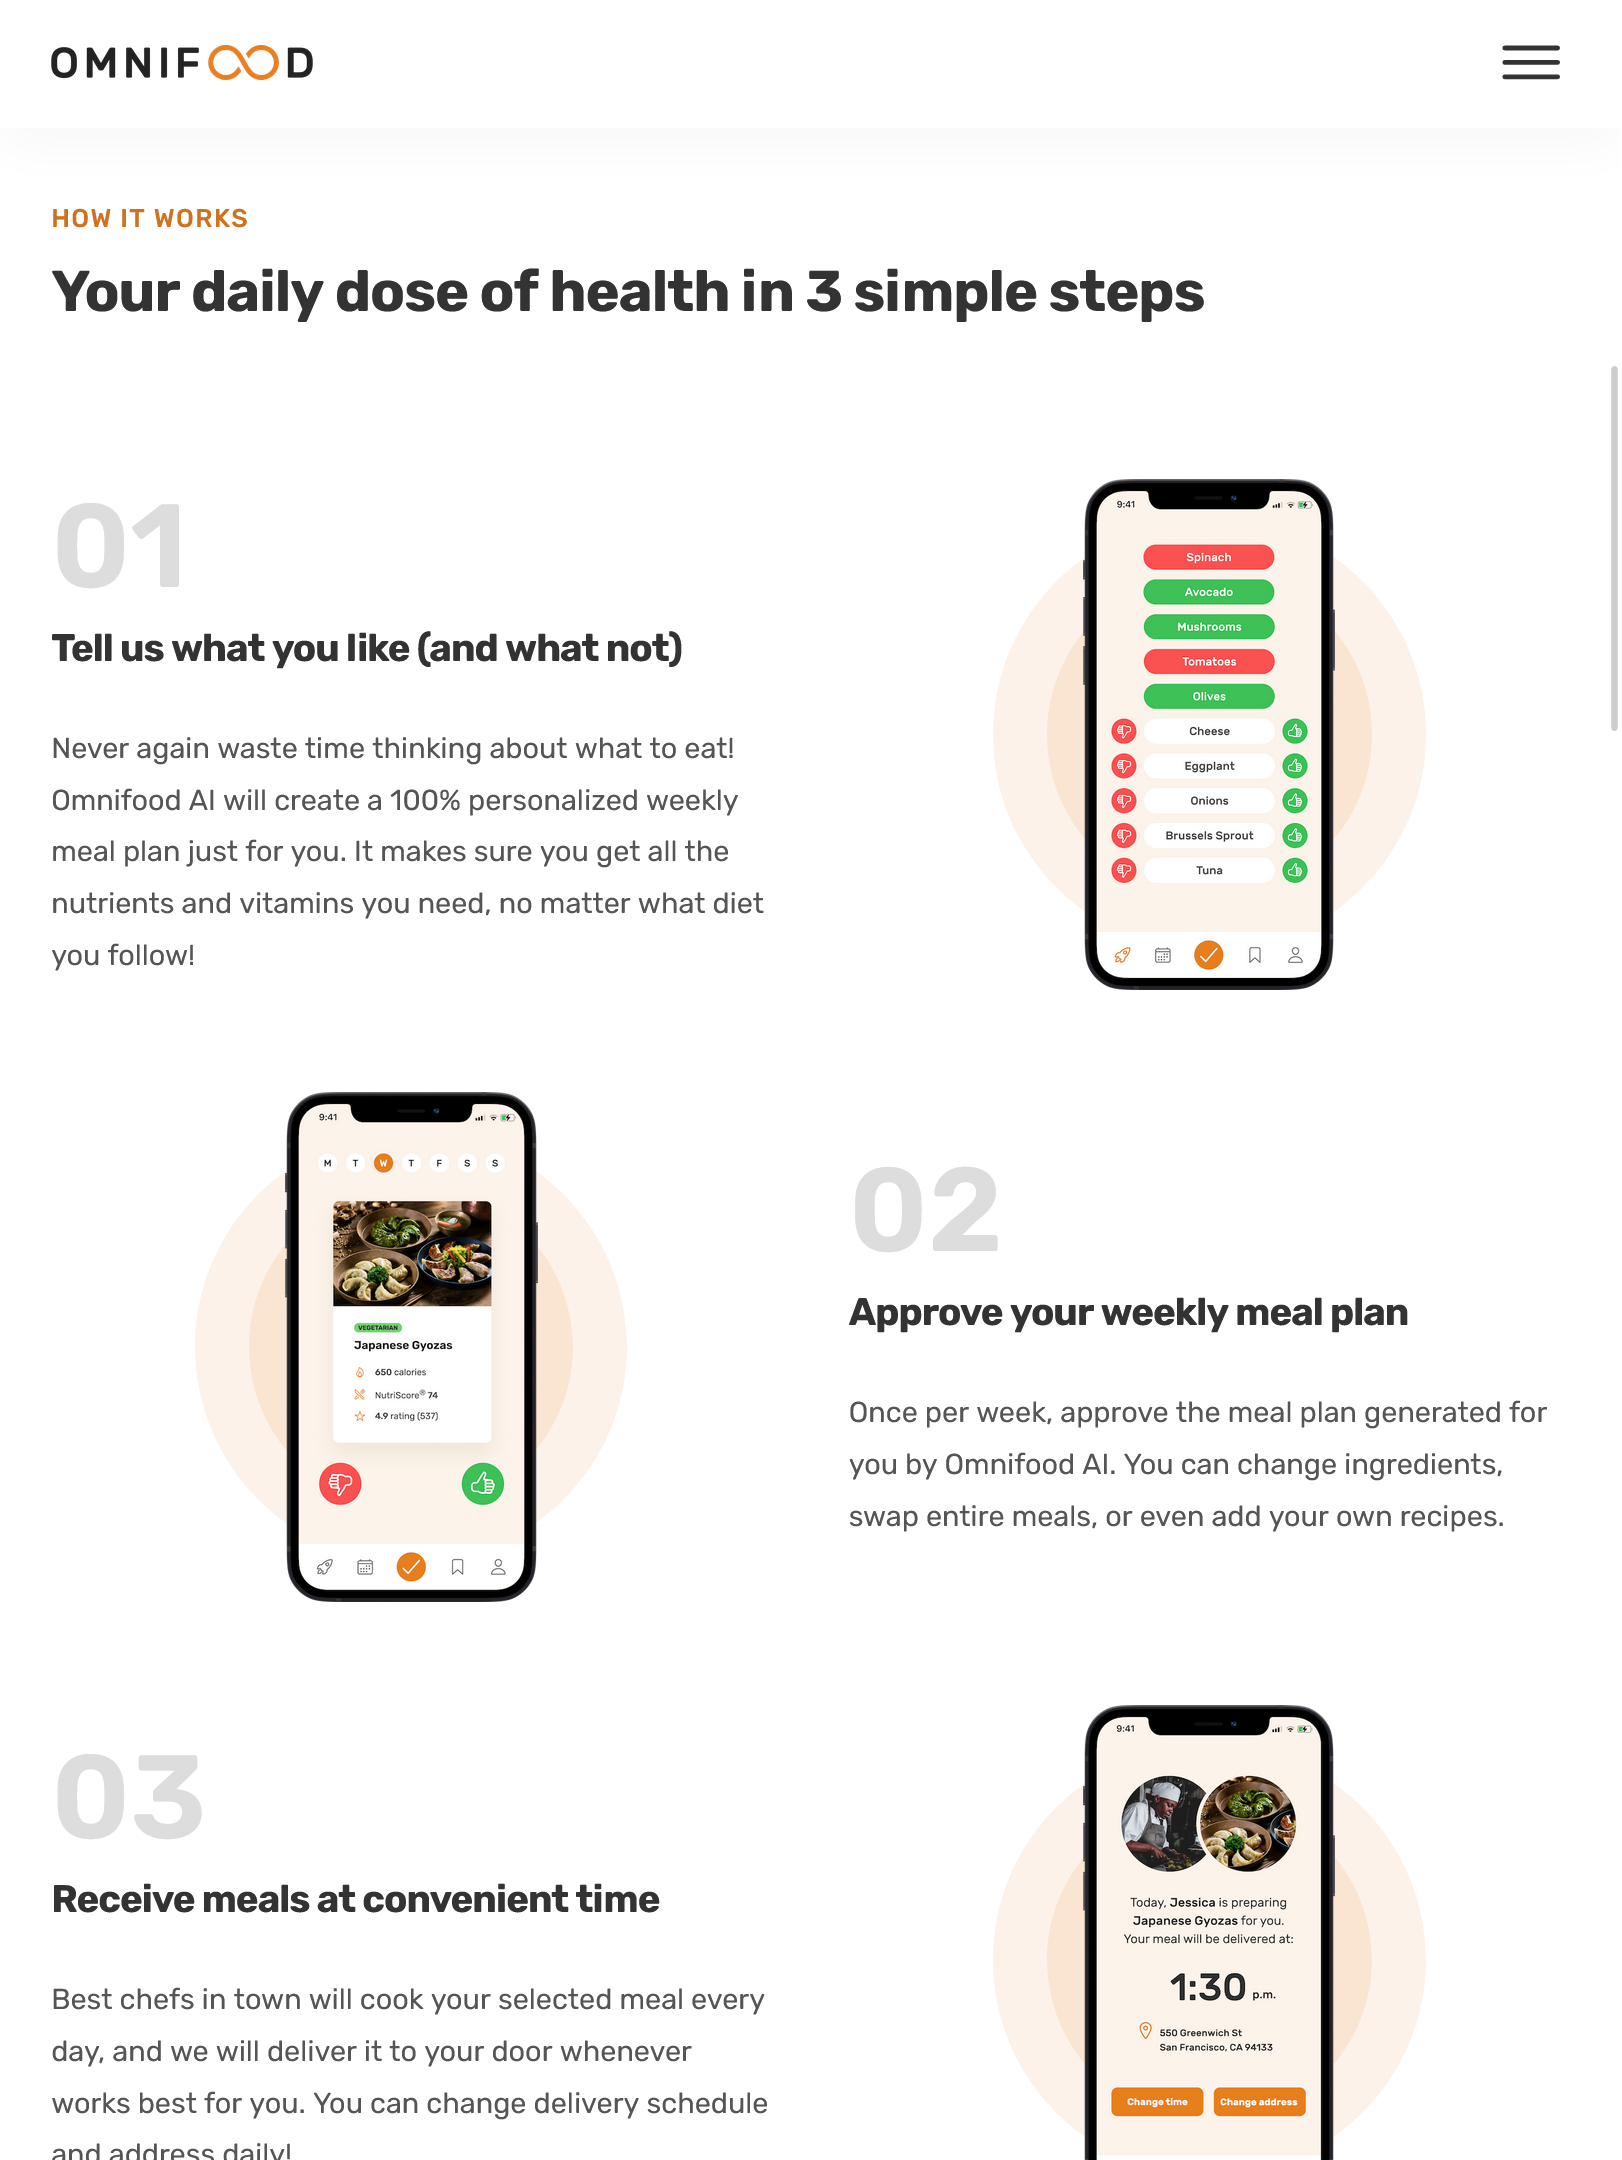 OMNIFOOD
HOW IT WORKS
Your daily dose of health in 3 simple steps
01
Tell us what you like (and what not)
Never again waste time thinking about what to eat!
Omnifood AI will create a 100% personalized weekly
meal plan just for you. It makes sure you get all the
nutrients and vitamins you need, no matter what diet
you follow!
9:41
Spinach
Avocado
Mushrooms
Tomatoes
Olives
Cheese
Eggplant
Onions
Brussels Sprout
Tuna
9:41
M T W T F S S
VEGETARIAN
Japanese Gyozas
650 calories
NutriScore® 74
4.9 rating (537)
02
Approve your weekly meal plan
Once per week, approve the meal plan generated for
you by Omnifood AI. You can change ingredients,
swap entire meals, or even add your own recipes.
03
Receive meals at convenient time
Best chefs in town will cook your selected meal every
day, and we will deliver it to your door whenever
works best for you. You can change delivery schedule
and address daily!
9:41
Today, Jessica is preparing
Japanese Gyozas for you.
Your meal will be delivered at:
1:30 p.m.
550 Greenwich St
San Francisco, CA 94133
Change time
Change address